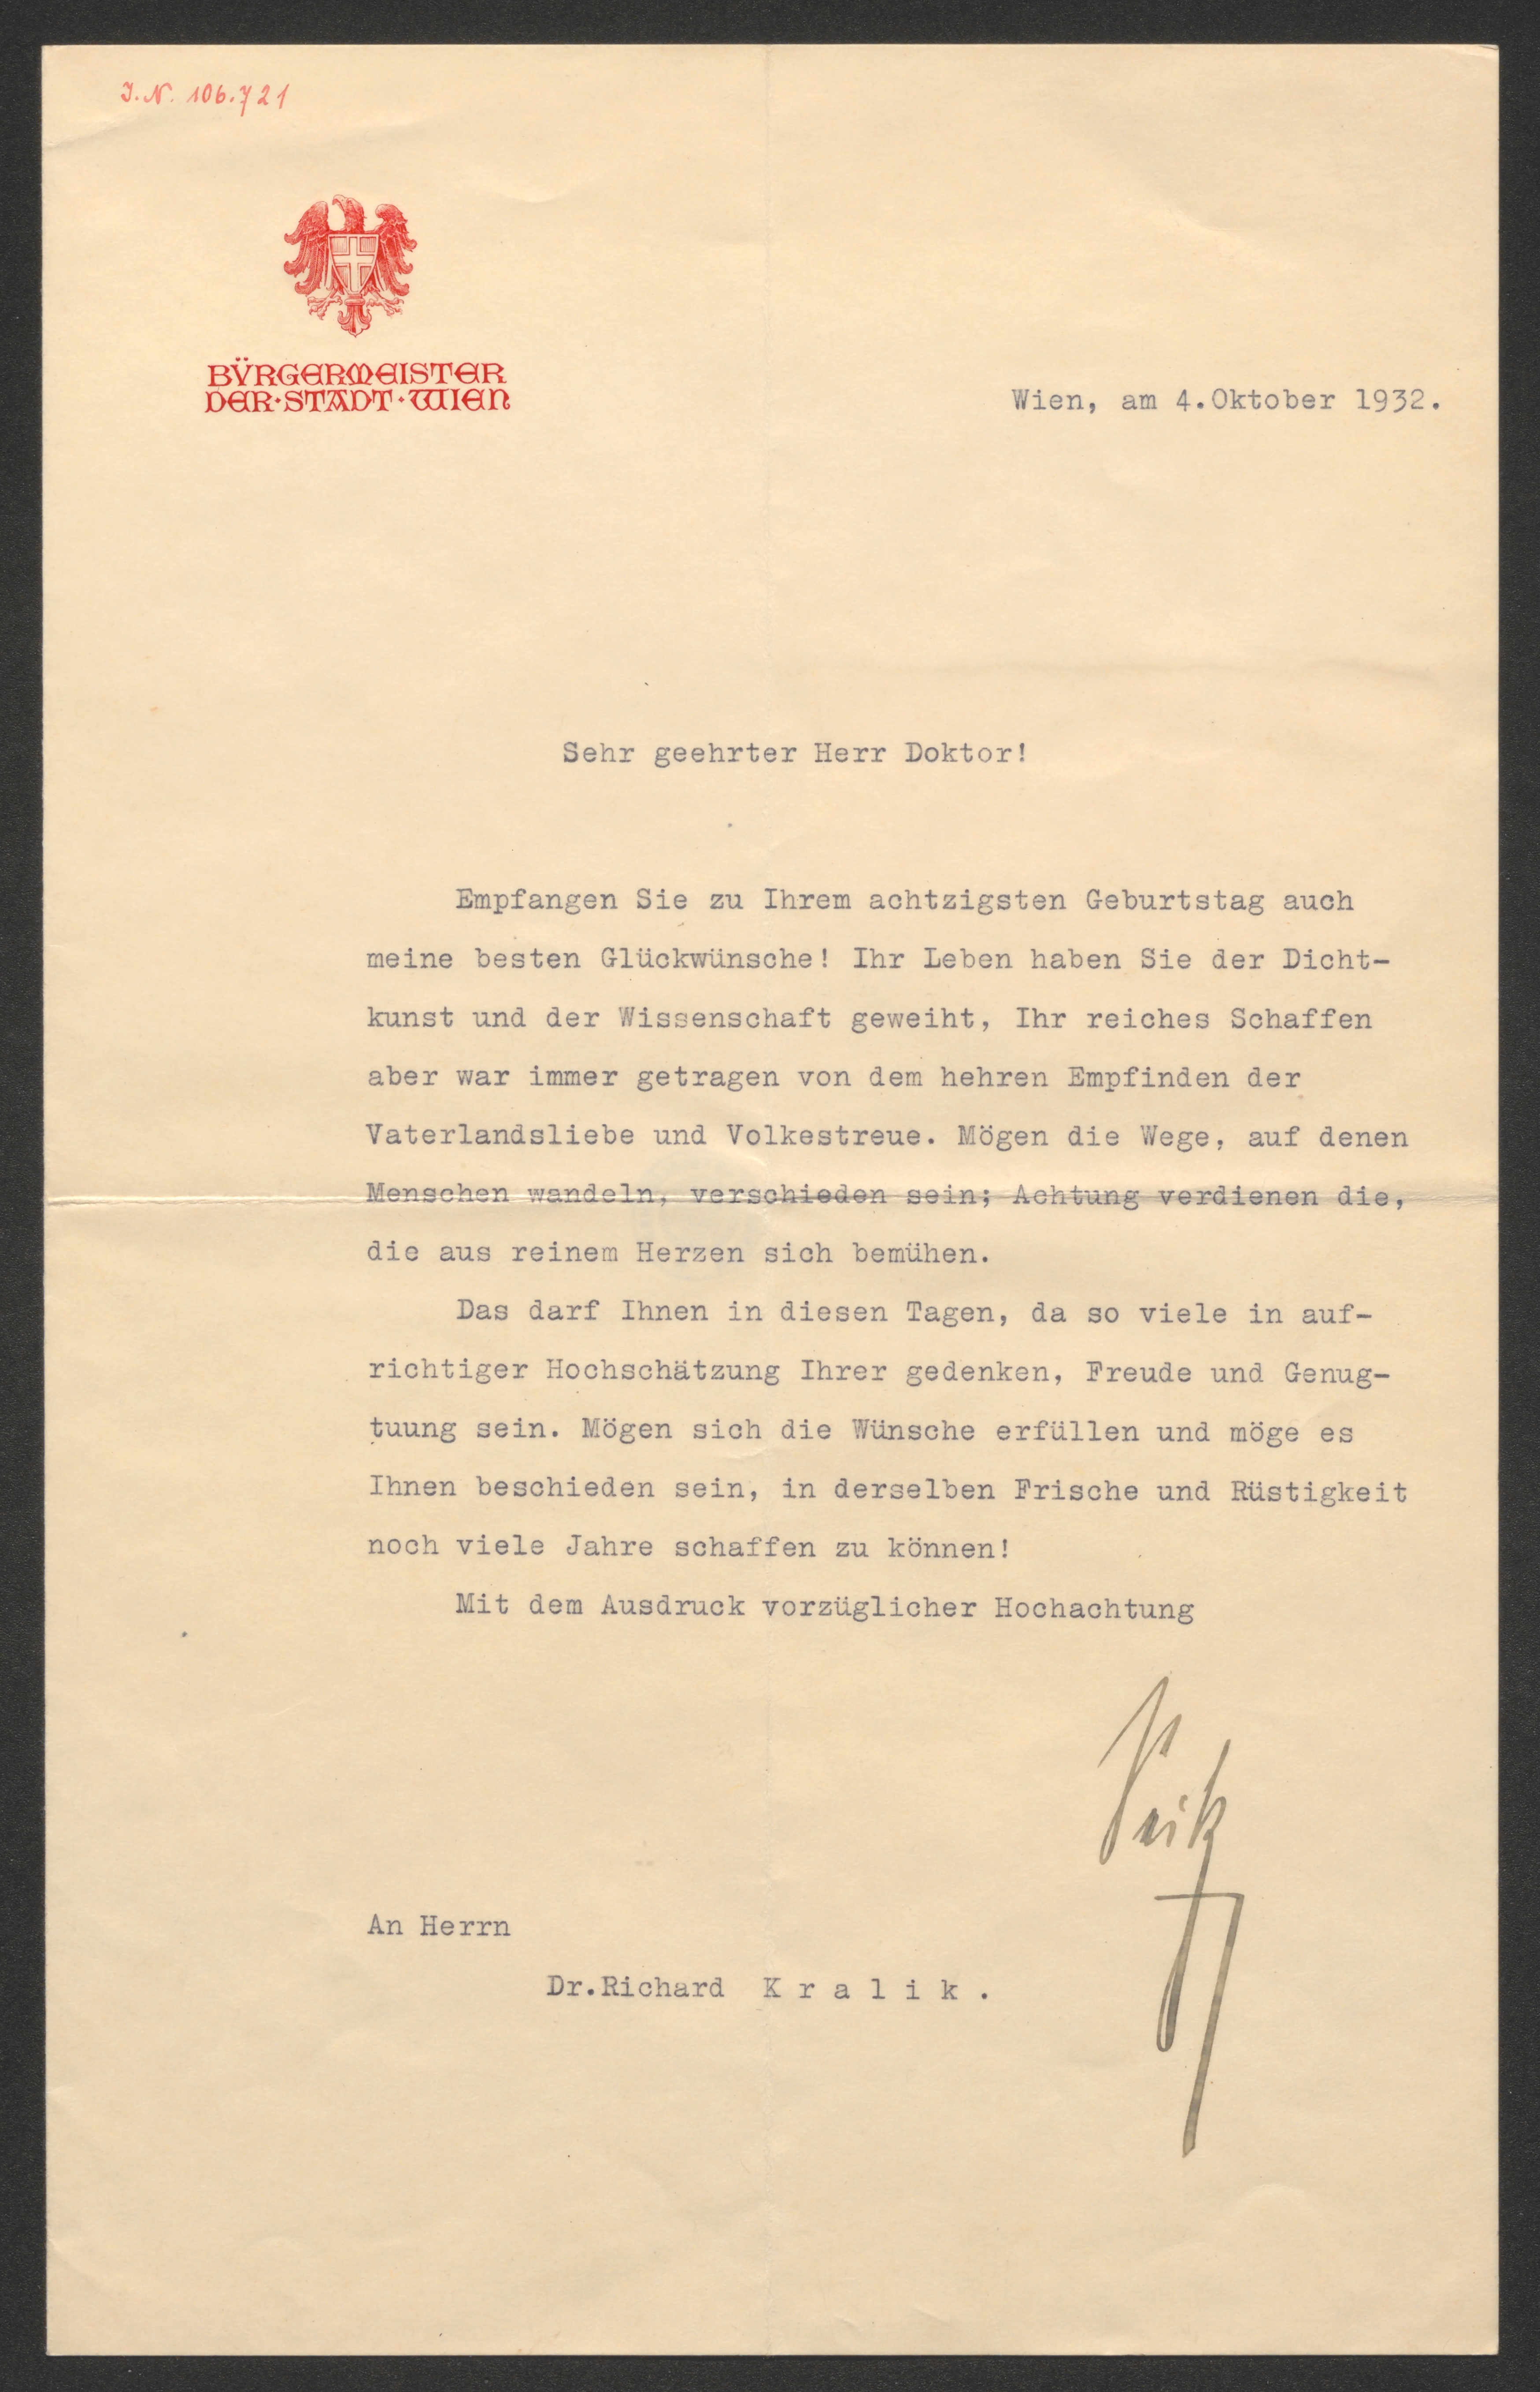 J.N. 106.721
BÜRGERMEISTER
DER·STADT·WIEN
Wien, am 4.Oktober 1932.
Sehr geehrter Herr Doktor!
Empfangen Sie zu Ihrem achtzigsten Geburtstag auch
meine besten Glückwünsche! Ihr Leben haben Sie der Dicht-
kunst und der Wissenschaft geweiht, Ihr reiches Schaffen
aber war immer getragen von dem hehren Empfinden der
Vaterlandsliebe und Volkestreue. Mögen die Wege, auf denen
Menschen wandeln, verschieden sein; Achtung verdienen die,
die aus reinem Herzen sich bemühen.
Das darf Ihnen in diesen Tagen, da so viele in auf-
richtiger Hochschätzung Ihrer gedenken, Freude und Genug-
tuung sein. Mögen sich die Wünsche erfüllen und möge es
Ihnen beschieden sein, in derselben Frische und Rüstigkeit
noch viele Jahre schaffen zu können!
Mit dem Ausdruck vorzüglicher Hochachtung
Seitz
An Herrn
Dr.Richard K r a l i k .